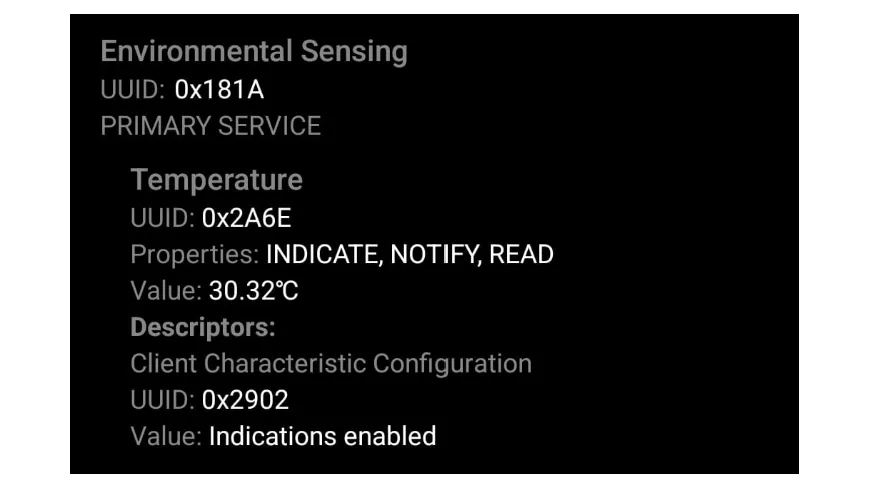 Environmental Sensing
UUID: 0x181A
PRIMARY SERVICE
Temperature
UUID: 0x2A6E
Properties: INDICATE, NOTIFY, READ
Value: 30.32°C
Descriptors:
Client Characteristic Configuration
UUID: 0x2902
Value: Indications enabled